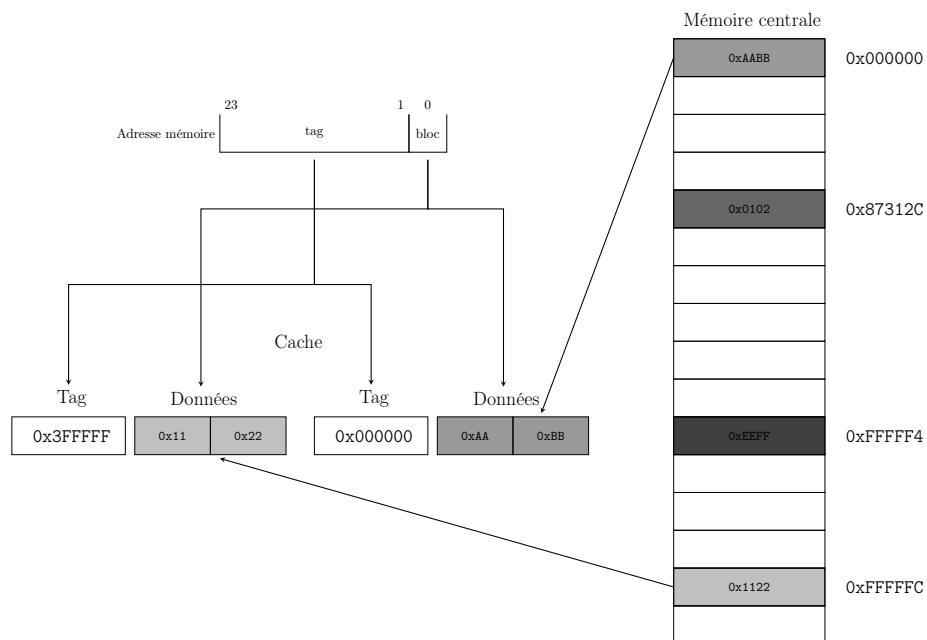 Mémoire centrale
0xAABB 0x000000
23 1 0
Adresse mémoire tag bloc
0x0102 0x87312C
Cache
Tag Données Tag Données
0x3FFFFF 0x11 0x22 0x000000 0xAA 0xBB
0xEEFF 0xFFFFF4
0x1122 0xFFFFFC